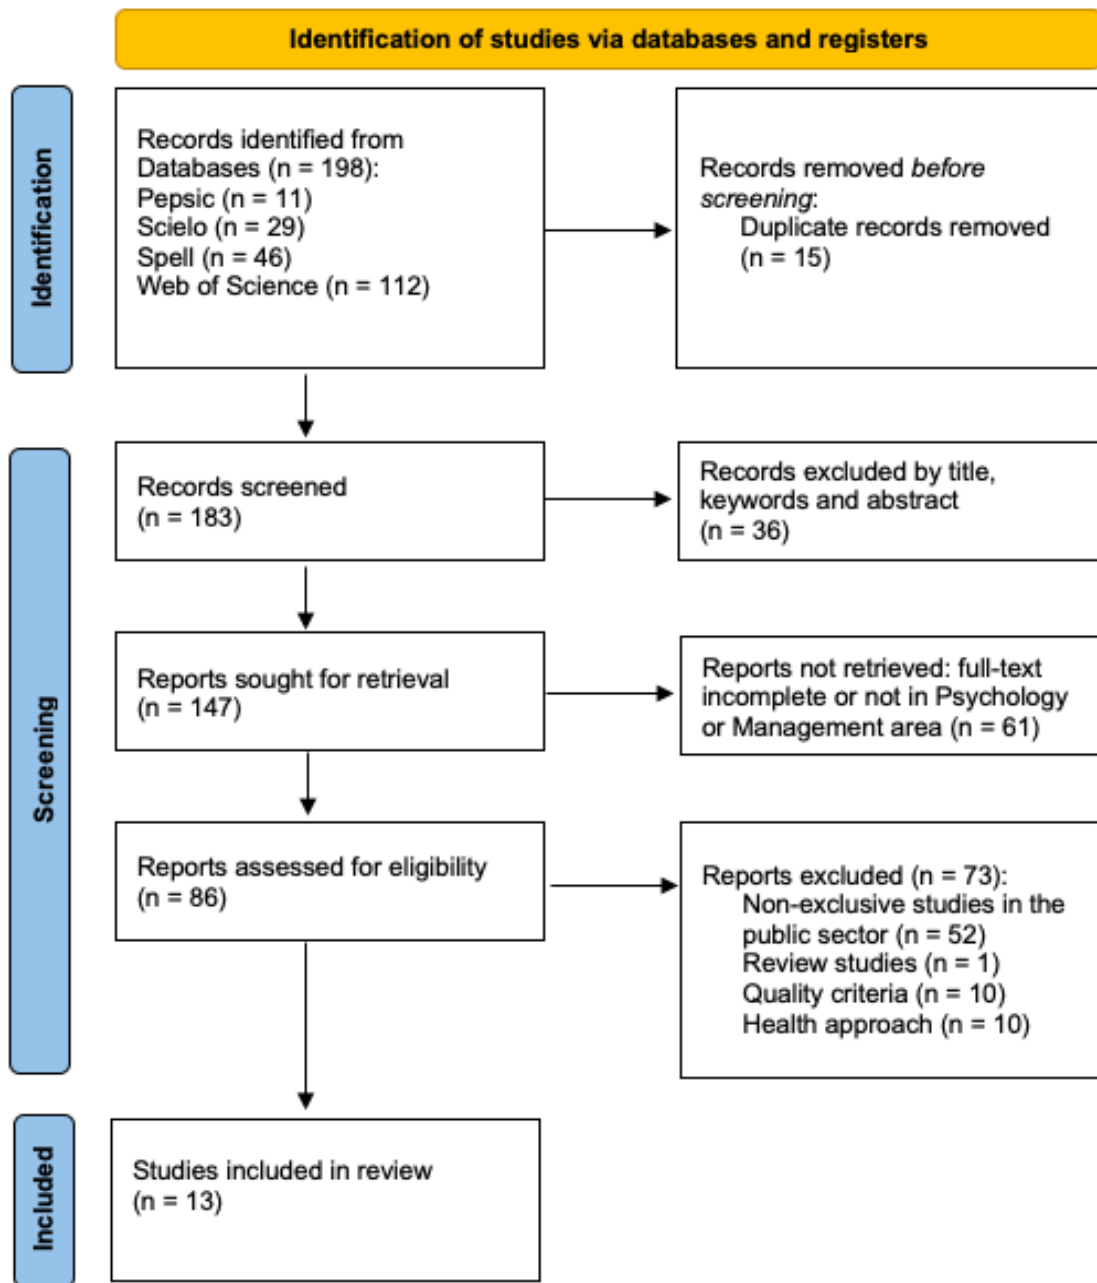 Identification of studies via databases and registers
Identification
Records identified from
Databases (n = 198):
Pepsic (n = 11)
Scielo (n = 29)
Spell (n = 46)
Web of Science (n = 112)
Records removed before
screening:
Duplicate records removed
(n = 15)
Screening
Records screened
(n = 183)
Records excluded by title,
keywords and abstract
(n = 36)
Reports sought for retrieval
(n = 147)
Reports not retrieved: full-text
incomplete or not in Psychology
or Management area (n = 61)
Reports assessed for eligibility
(n = 86)
Reports excluded (n = 73):
Non-exclusive studies in the
public sector (n = 52)
Review studies (n = 1)
Quality criteria (n = 10)
Health approach (n = 10)
Included
Studies included in review
(n = 13)